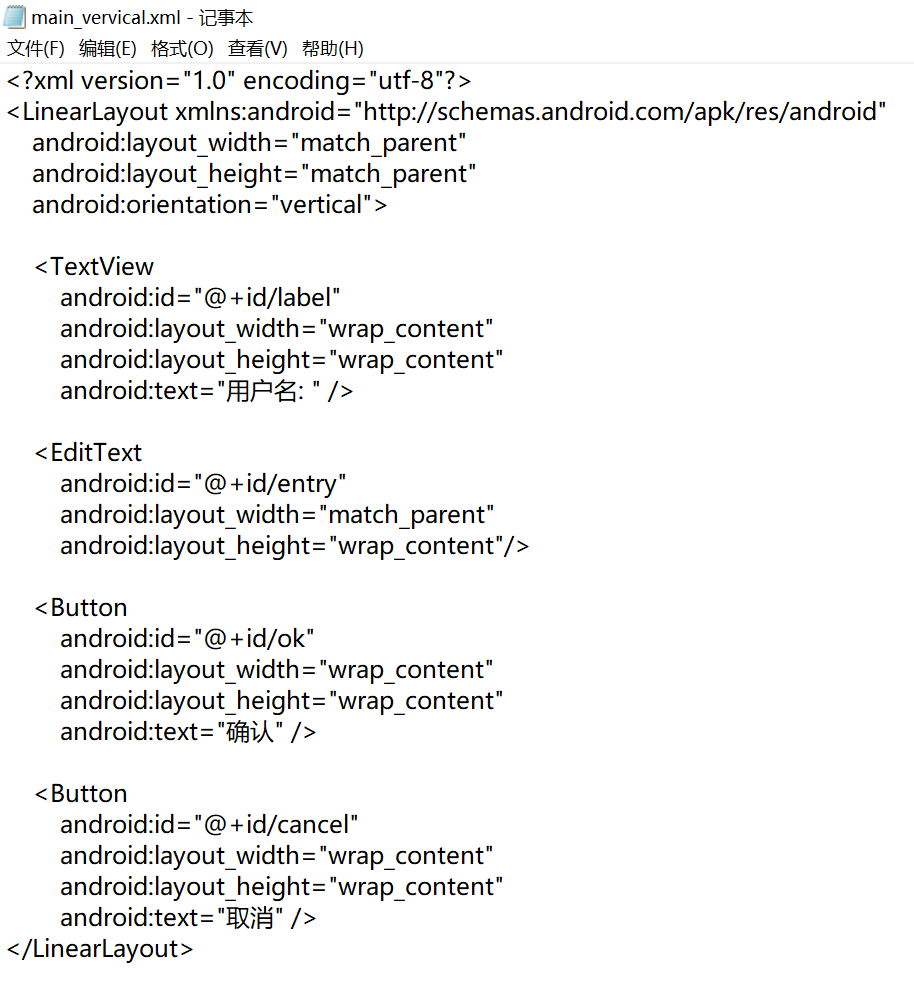 main_vervical.xml - 记事本
文件(F) 编辑(E) 格式(O) 查看(V) 帮助(H)
<?xml version="1.0" encoding="utf-8"?>
<LinearLayout xmlns:android="http://schemas.android.com/apk/res/android"
    android:layout_width="match_parent"
    android:layout_height="match_parent"
    android:orientation="vertical">

    <TextView
        android:id="@+id/label"
        android:layout_width="wrap_content"
        android:layout_height="wrap_content"
        android:text="用户名: " />

    <EditText
        android:id="@+id/entry"
        android:layout_width="match_parent"
        android:layout_height="wrap_content"/>

    <Button
        android:id="@+id/ok"
        android:layout_width="wrap_content"
        android:layout_height="wrap_content"
        android:text="确认" />

    <Button
        android:id="@+id/cancel"
        android:layout_width="wrap_content"
        android:layout_height="wrap_content"
        android:text="取消" />
</LinearLayout>